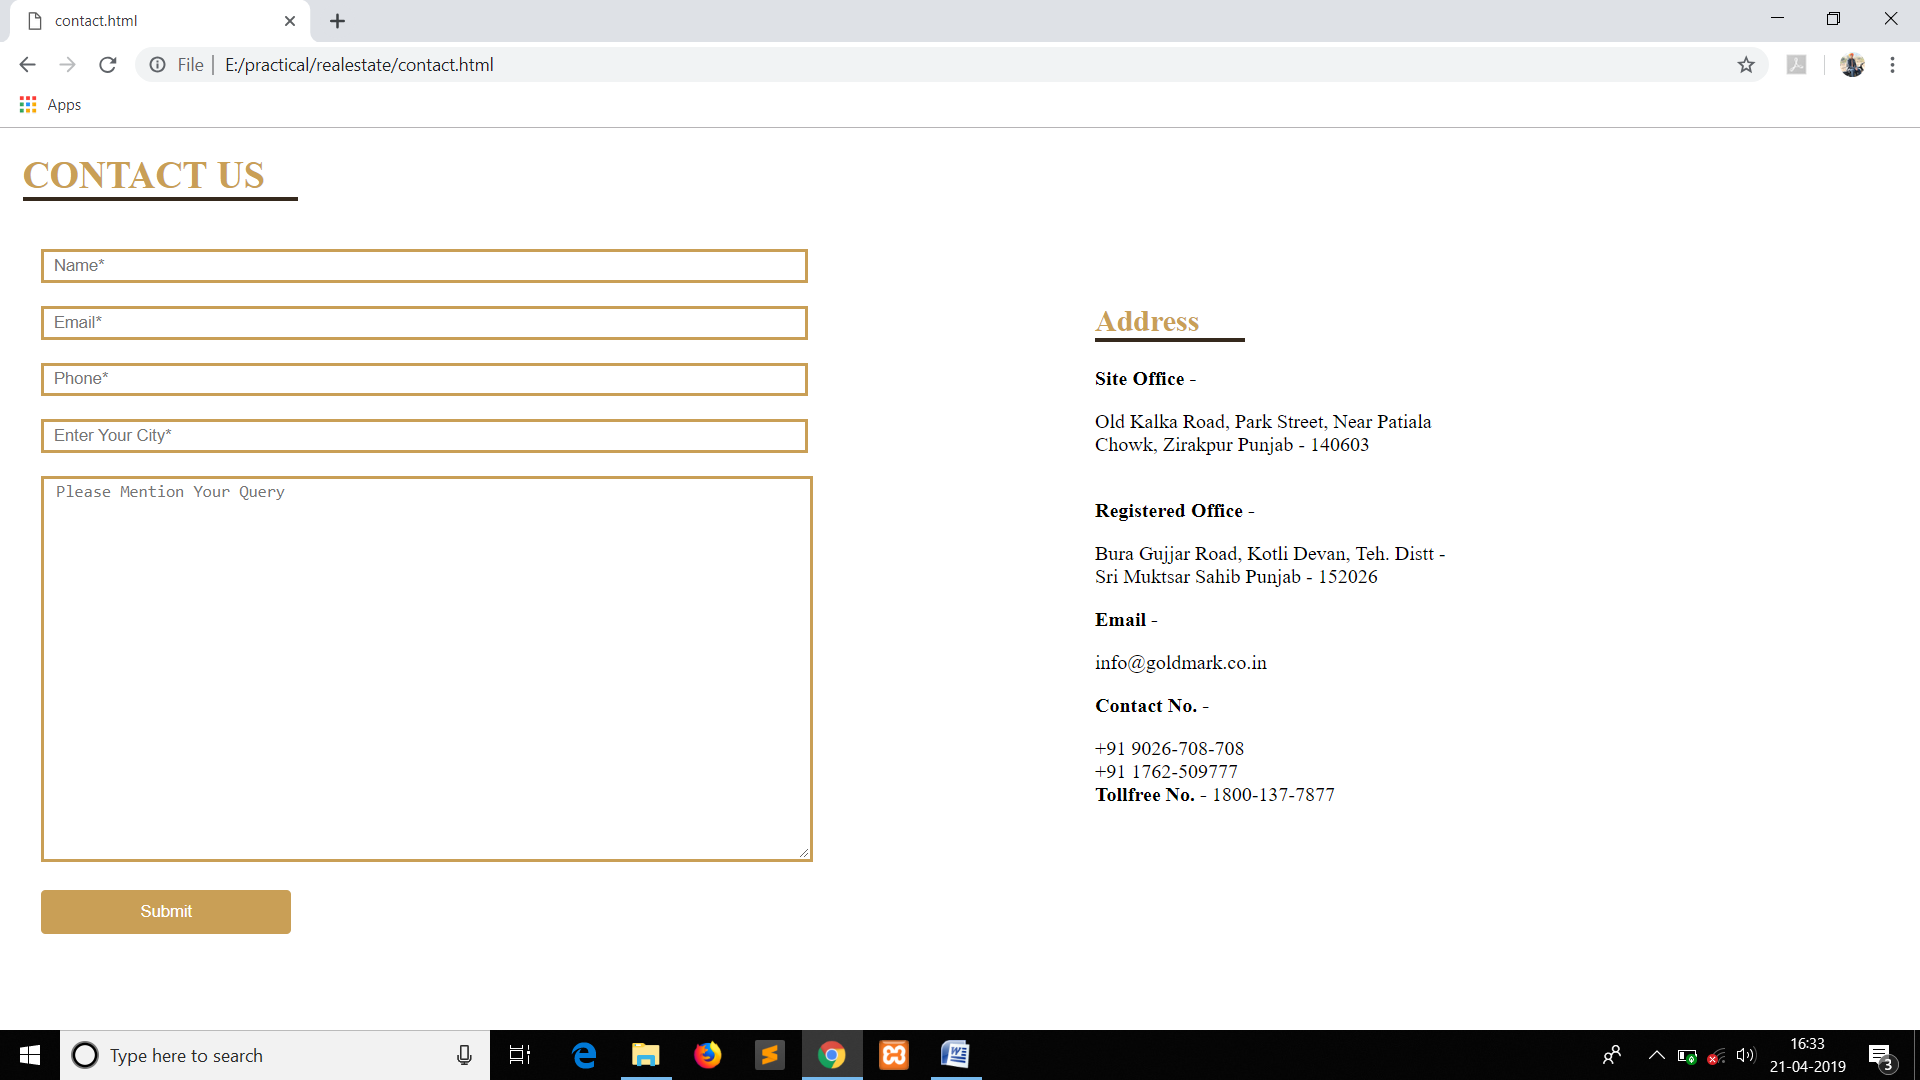 contact.html
File
E:/practical/realestate/contact.html
Apps
CONTACT US
Name*
Email*
Phone*
Enter Your City*
Please Mention Your Query
Submit
Address
Site Office -
Old Kalka Road, Park Street, Near Patiala
Chowk, Zirakpur Punjab - 140603
Registered Office -
Bura Gujjar Road, Kotli Devan, Teh. Distt -
Sri Muktsar Sahib Punjab - 152026
Email -
info@goldmark.co.in
Contact No. -
+91 9026-708-708
+91 1762-509777
Tollfree No. - 1800-137-7877
Type here to search
16:33
21-04-2019
3